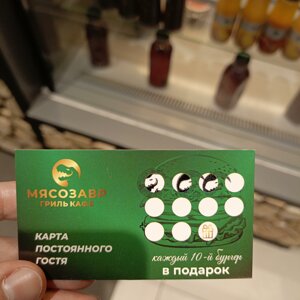 МЯСОЗАВР
ГРИЛЬ КАФЕ
КАРТА
ПОСТОЯННОГО
ГОСТЯ
каждый 10-й бургер
в подарок